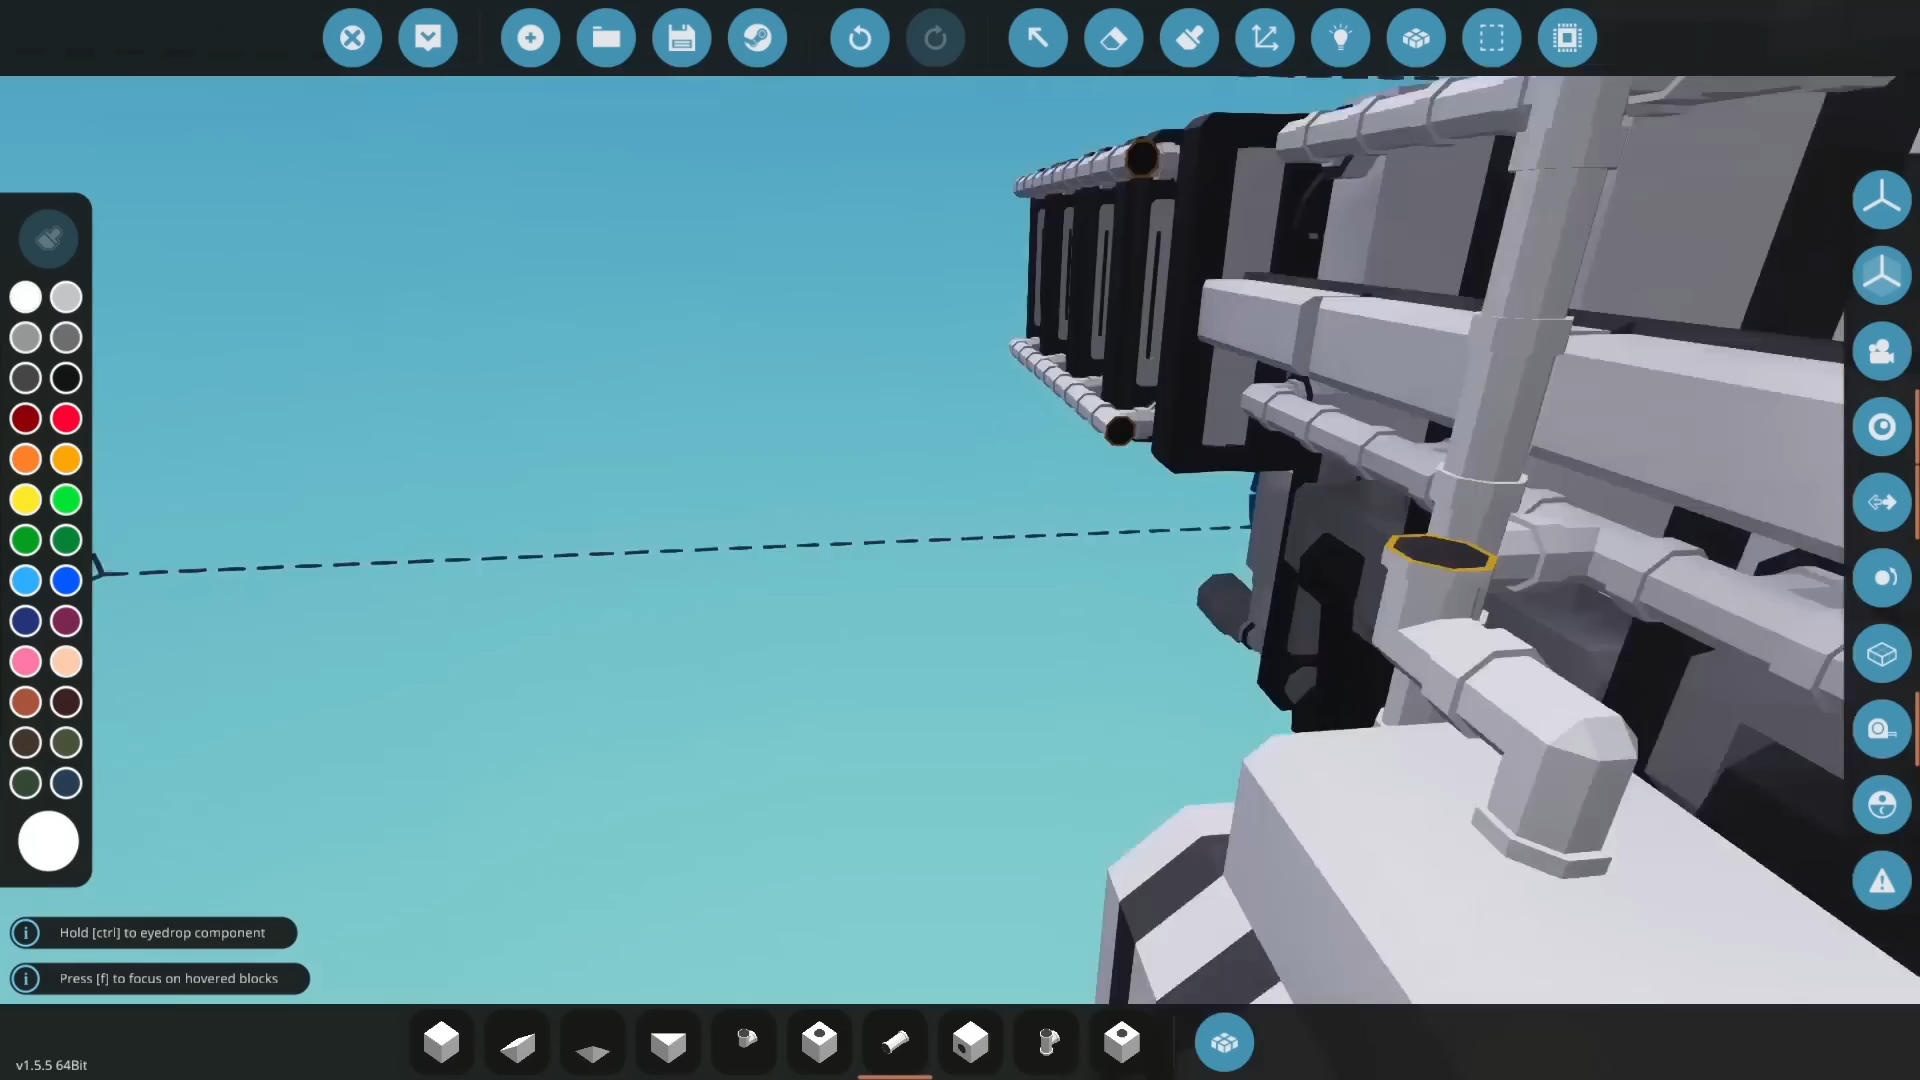 Hold [ctrl] to eyedrop component
Press [f] to focus on hovered blocks
v1.5.5 64Bit